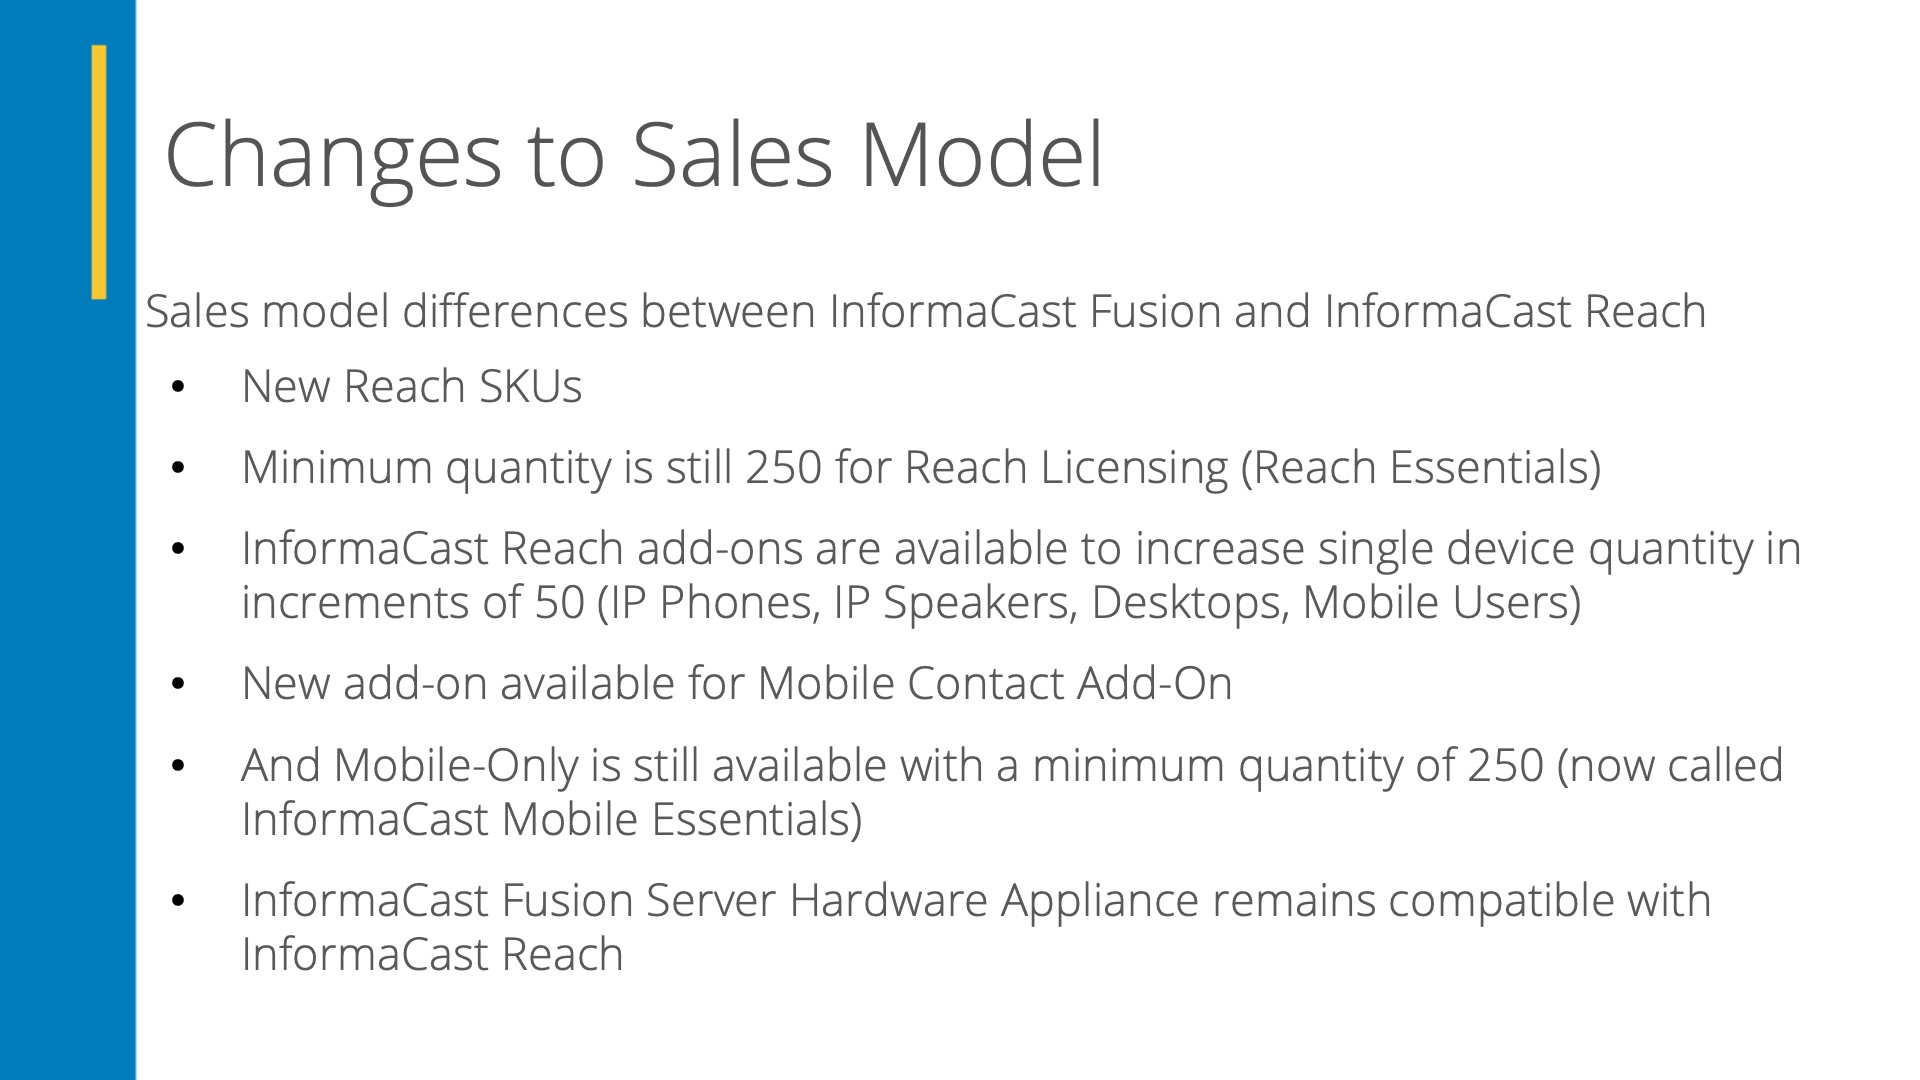 Changes to Sales Model
Sales model differences between InformaCast Fusion and InformaCast Reach
• New Reach SKUs
• Minimum quantity is still 250 for Reach Licensing (Reach Essentials)
• InformaCast Reach add-ons are available to increase single device quantity in
increments of 50 (IP Phones, IP Speakers, Desktops, Mobile Users)
• New add-on available for Mobile Contact Add-On
• And Mobile-Only is still available with a minimum quantity of 250 (now called
InformaCast Mobile Essentials)
• InformaCast Fusion Server Hardware Appliance remains compatible with
InformaCast Reach